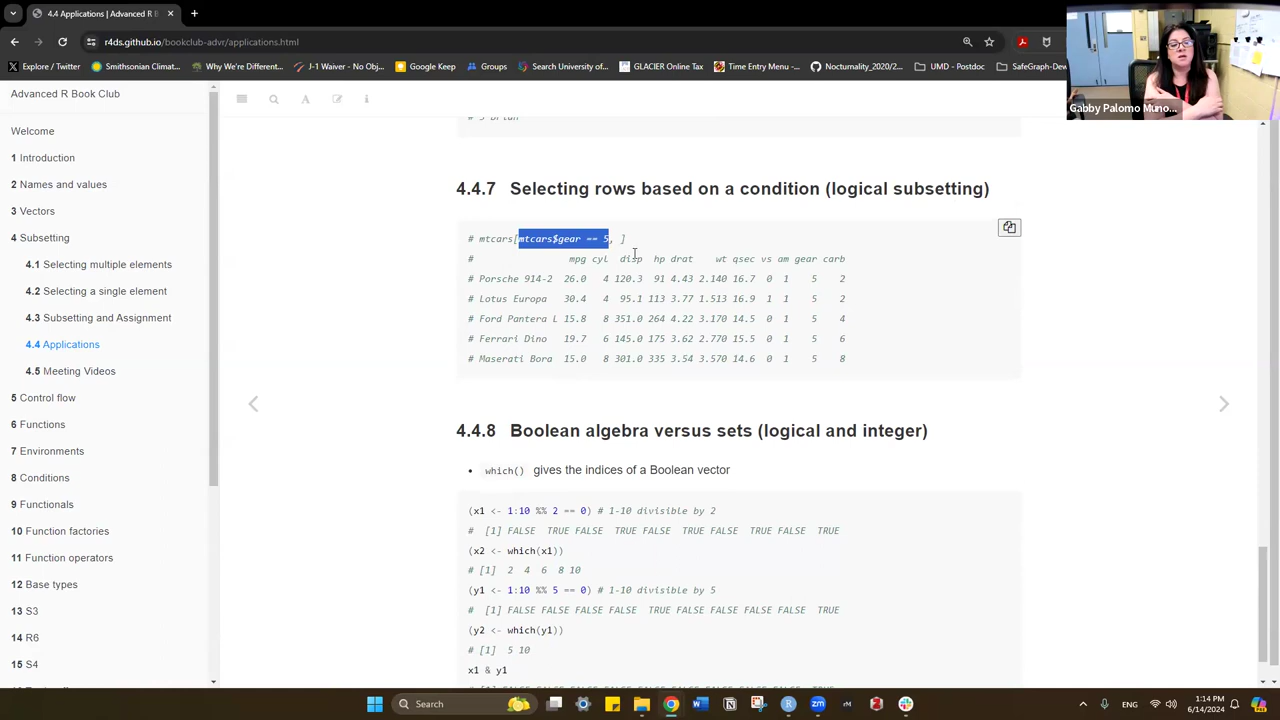 4.4 Applications | Advanced R B
r4ds.github.io/bookclub-advr/applications.html
Explore / Twitter
Smithsonian Climat...
Why We're Different...
J-1 Waiver - No Obj...
Google Keep
Scopus
University of...
GLACIER Online Tax
Entry Menu -...
Nocturnality_2020/2...
UMD - Postdoc
SafeGraph-Dewe
Gabby Palomo Muno...
Advanced R Book Club
Welcome
1 Introduction
2 Names and values
3 Vectors
4 Subsetting
4.1 Selecting multiple elements
4.2 Selecting a single element
4.3 Subsetting and Assignment
4.4 Applications
4.5 Meeting Videos
5 Control flow
6 Functions
7 Environments
8 Conditions
9 Functionals
10 Function factories
11 Function operators
12 Base types
13 S3
14 R6
15 S4
# 5 Brian
4.4.7 Selecting rows based on a condition (logical subsetting)
# mtcars[mtcars$gear == 5, ]
# mpg cyl disp hp drat wt qsec vs am gear carb
# Porsche 914-2 26.0 4 120.3 91 4.43 2.140 16.7 0 1 5 2
# Lotus Europa 30.4 4 95.1 113 3.77 1.513 16.9 1 1 5 2
# Ford Pantera L 15.8 8 351.0 264 4.22 3.170 14.5 0 1 5 4
# Ferrari Dino 19.7 6 145.0 175 3.62 2.770 15.5 0 1 5 6
# Maserati Bora 15.0 8 301.0 335 3.54 3.570 14.6 0 1 5 8
4.4.8 Boolean algebra versus sets (logical and integer)
• which() gives the indices of a Boolean vector
(x1 <- 1:10 %% 2 == 0) # 1-10 divisible by 2
# [1] FALSE TRUE FALSE TRUE FALSE TRUE FALSE TRUE FALSE TRUE
(x2 <- which(x1))
# [1] 2 4 6 8 10
(y1 <- 1:10 %% 5 == 0) # 1-10 divisible by 5
# [1] FALSE FALSE FALSE FALSE TRUE FALSE FALSE FALSE FALSE TRUE
(y2 <- which(y1))
# [1] 5 10
x1 & y1
Search
ENG
1:14 PM
6/14/2024